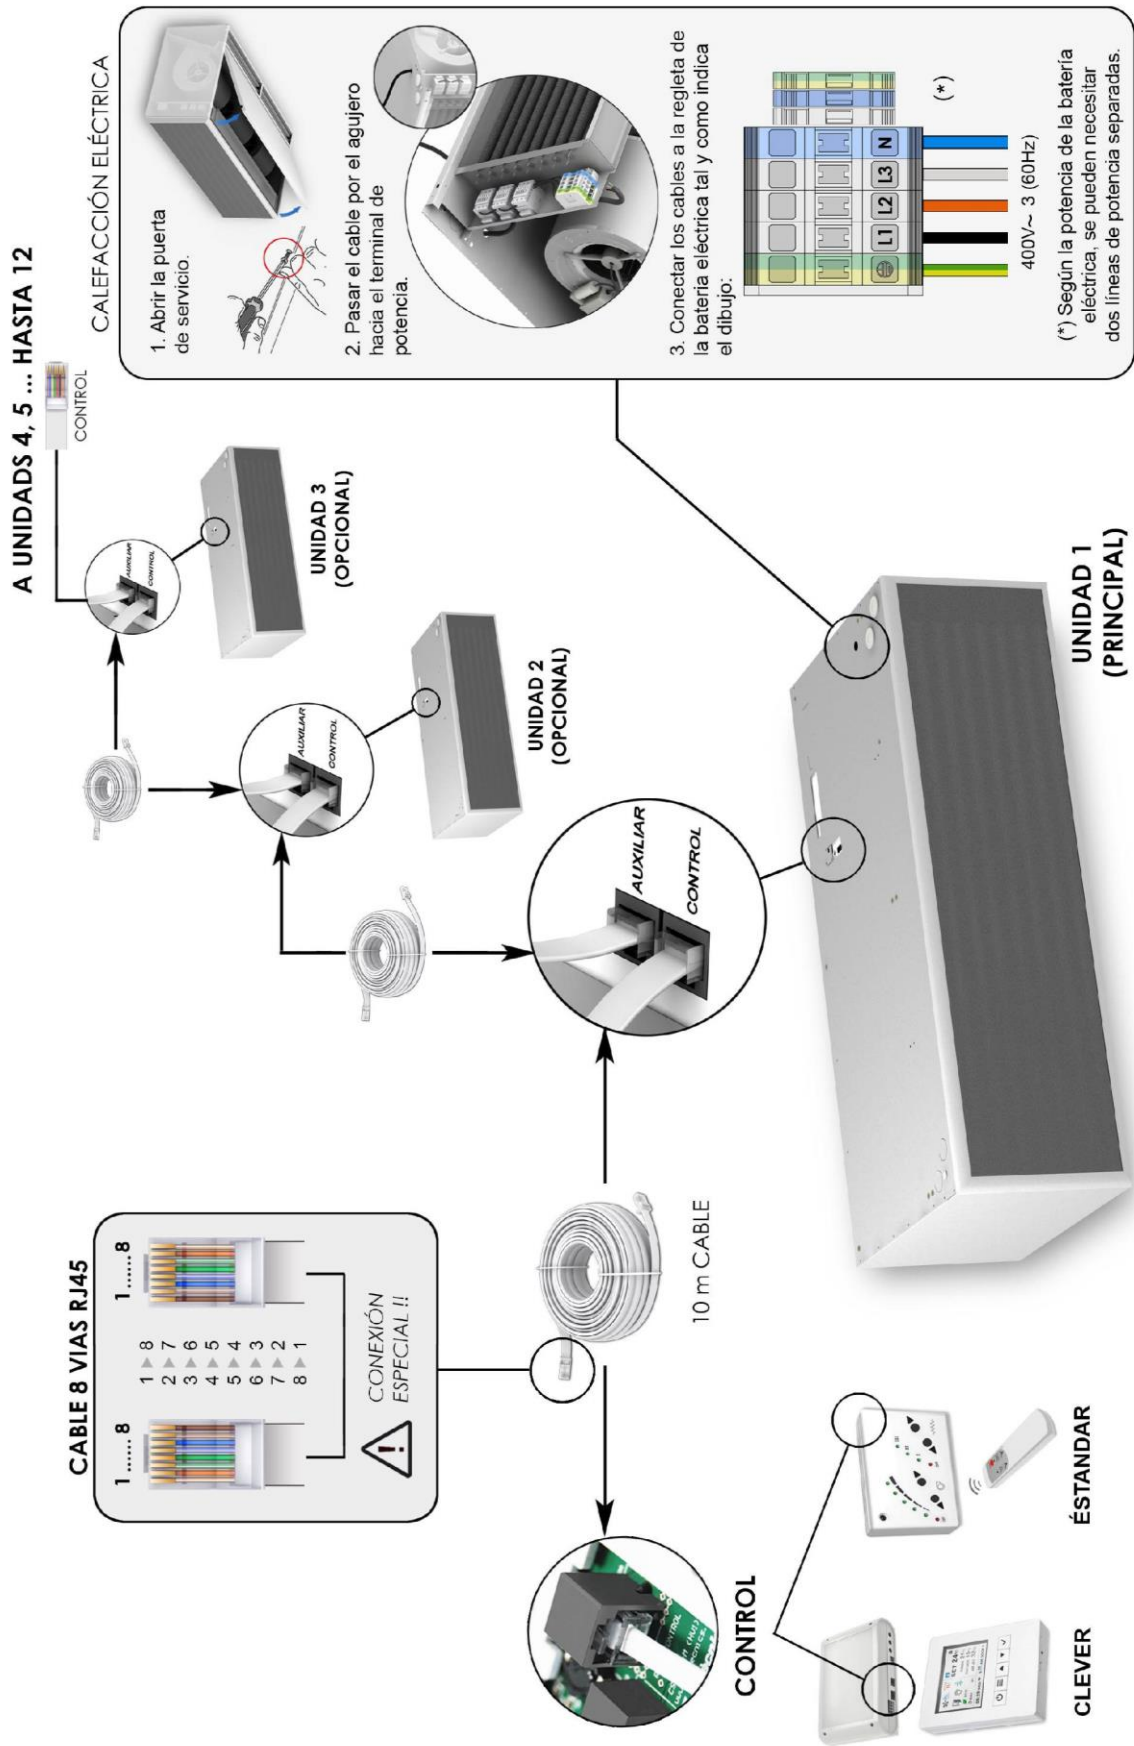 A UNIDADS 4, 5 ... HASTA 12
CONTROL
CABLE 8 VIAS RJ45
1 ...... 8
1 ...... 8
1 ▶ 8
2 ▶ 7
3 ▶ 6
4 ▶ 5
5 ▶ 4
6 ▶ 3
7 ▶ 2
8 ▶ 1
CONEXIÓN
ESPECIAL !!
10 m CABLE
CONTROL
CLEVER
ÉSTANDAR
AUXILIAR
CONTROL
UNIDAD 1
(PRINCIPAL)
AUXILIAR
CONTROL
UNIDAD 2
(OPCIONAL)
AUXILIAR
CONTROL
UNIDAD 3
(OPCIONAL)
CALEFACCIÓN ELÉCTRICA
1. Abrir la puerta
de servicio.
2. Pasar el cable por el agujero
hacia el terminal de
potencia.
3. Conectar los cables a la regleta de
la batería eléctrica tal y como indica
el dibujo:
L1 L2 L3 N
400V~ 3 (60Hz)
(*)
(*) Según la potencia de la batería
eléctrica, se pueden necesitar
dos líneas de potencia separadas.